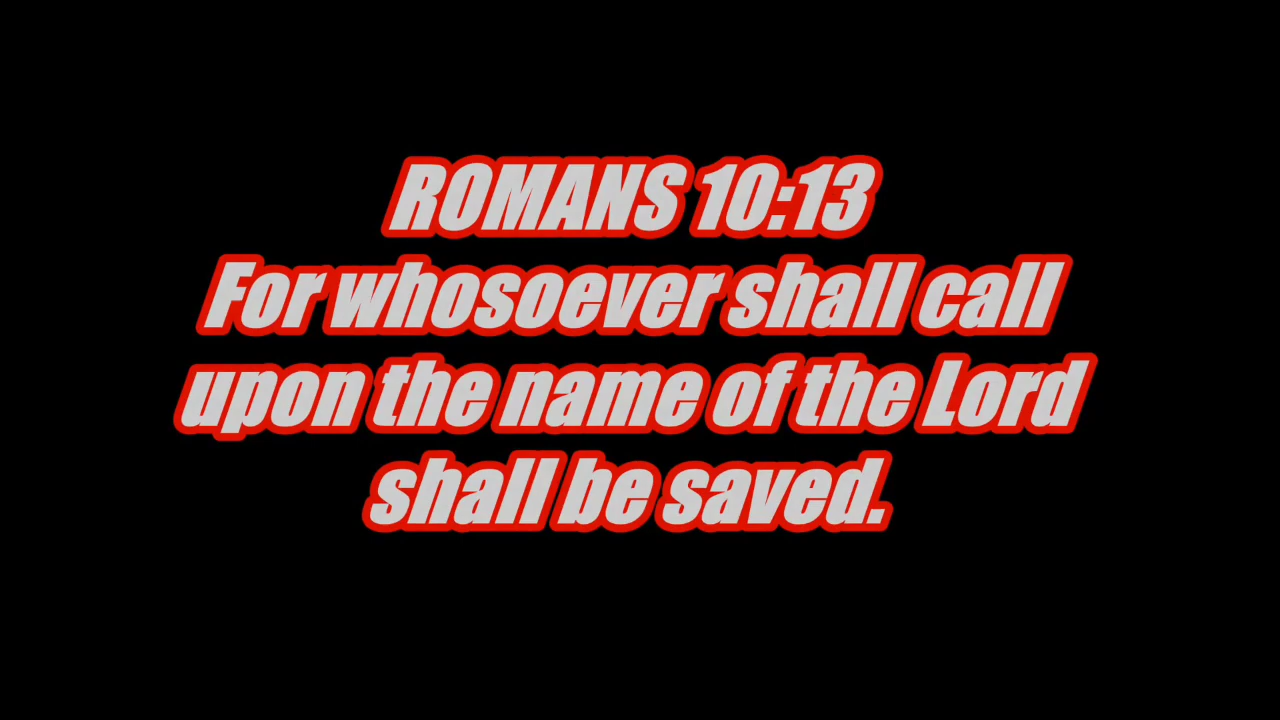 ROMANS 10:13
For whosoever shall call
upon the name of the Lord
shall be saved.